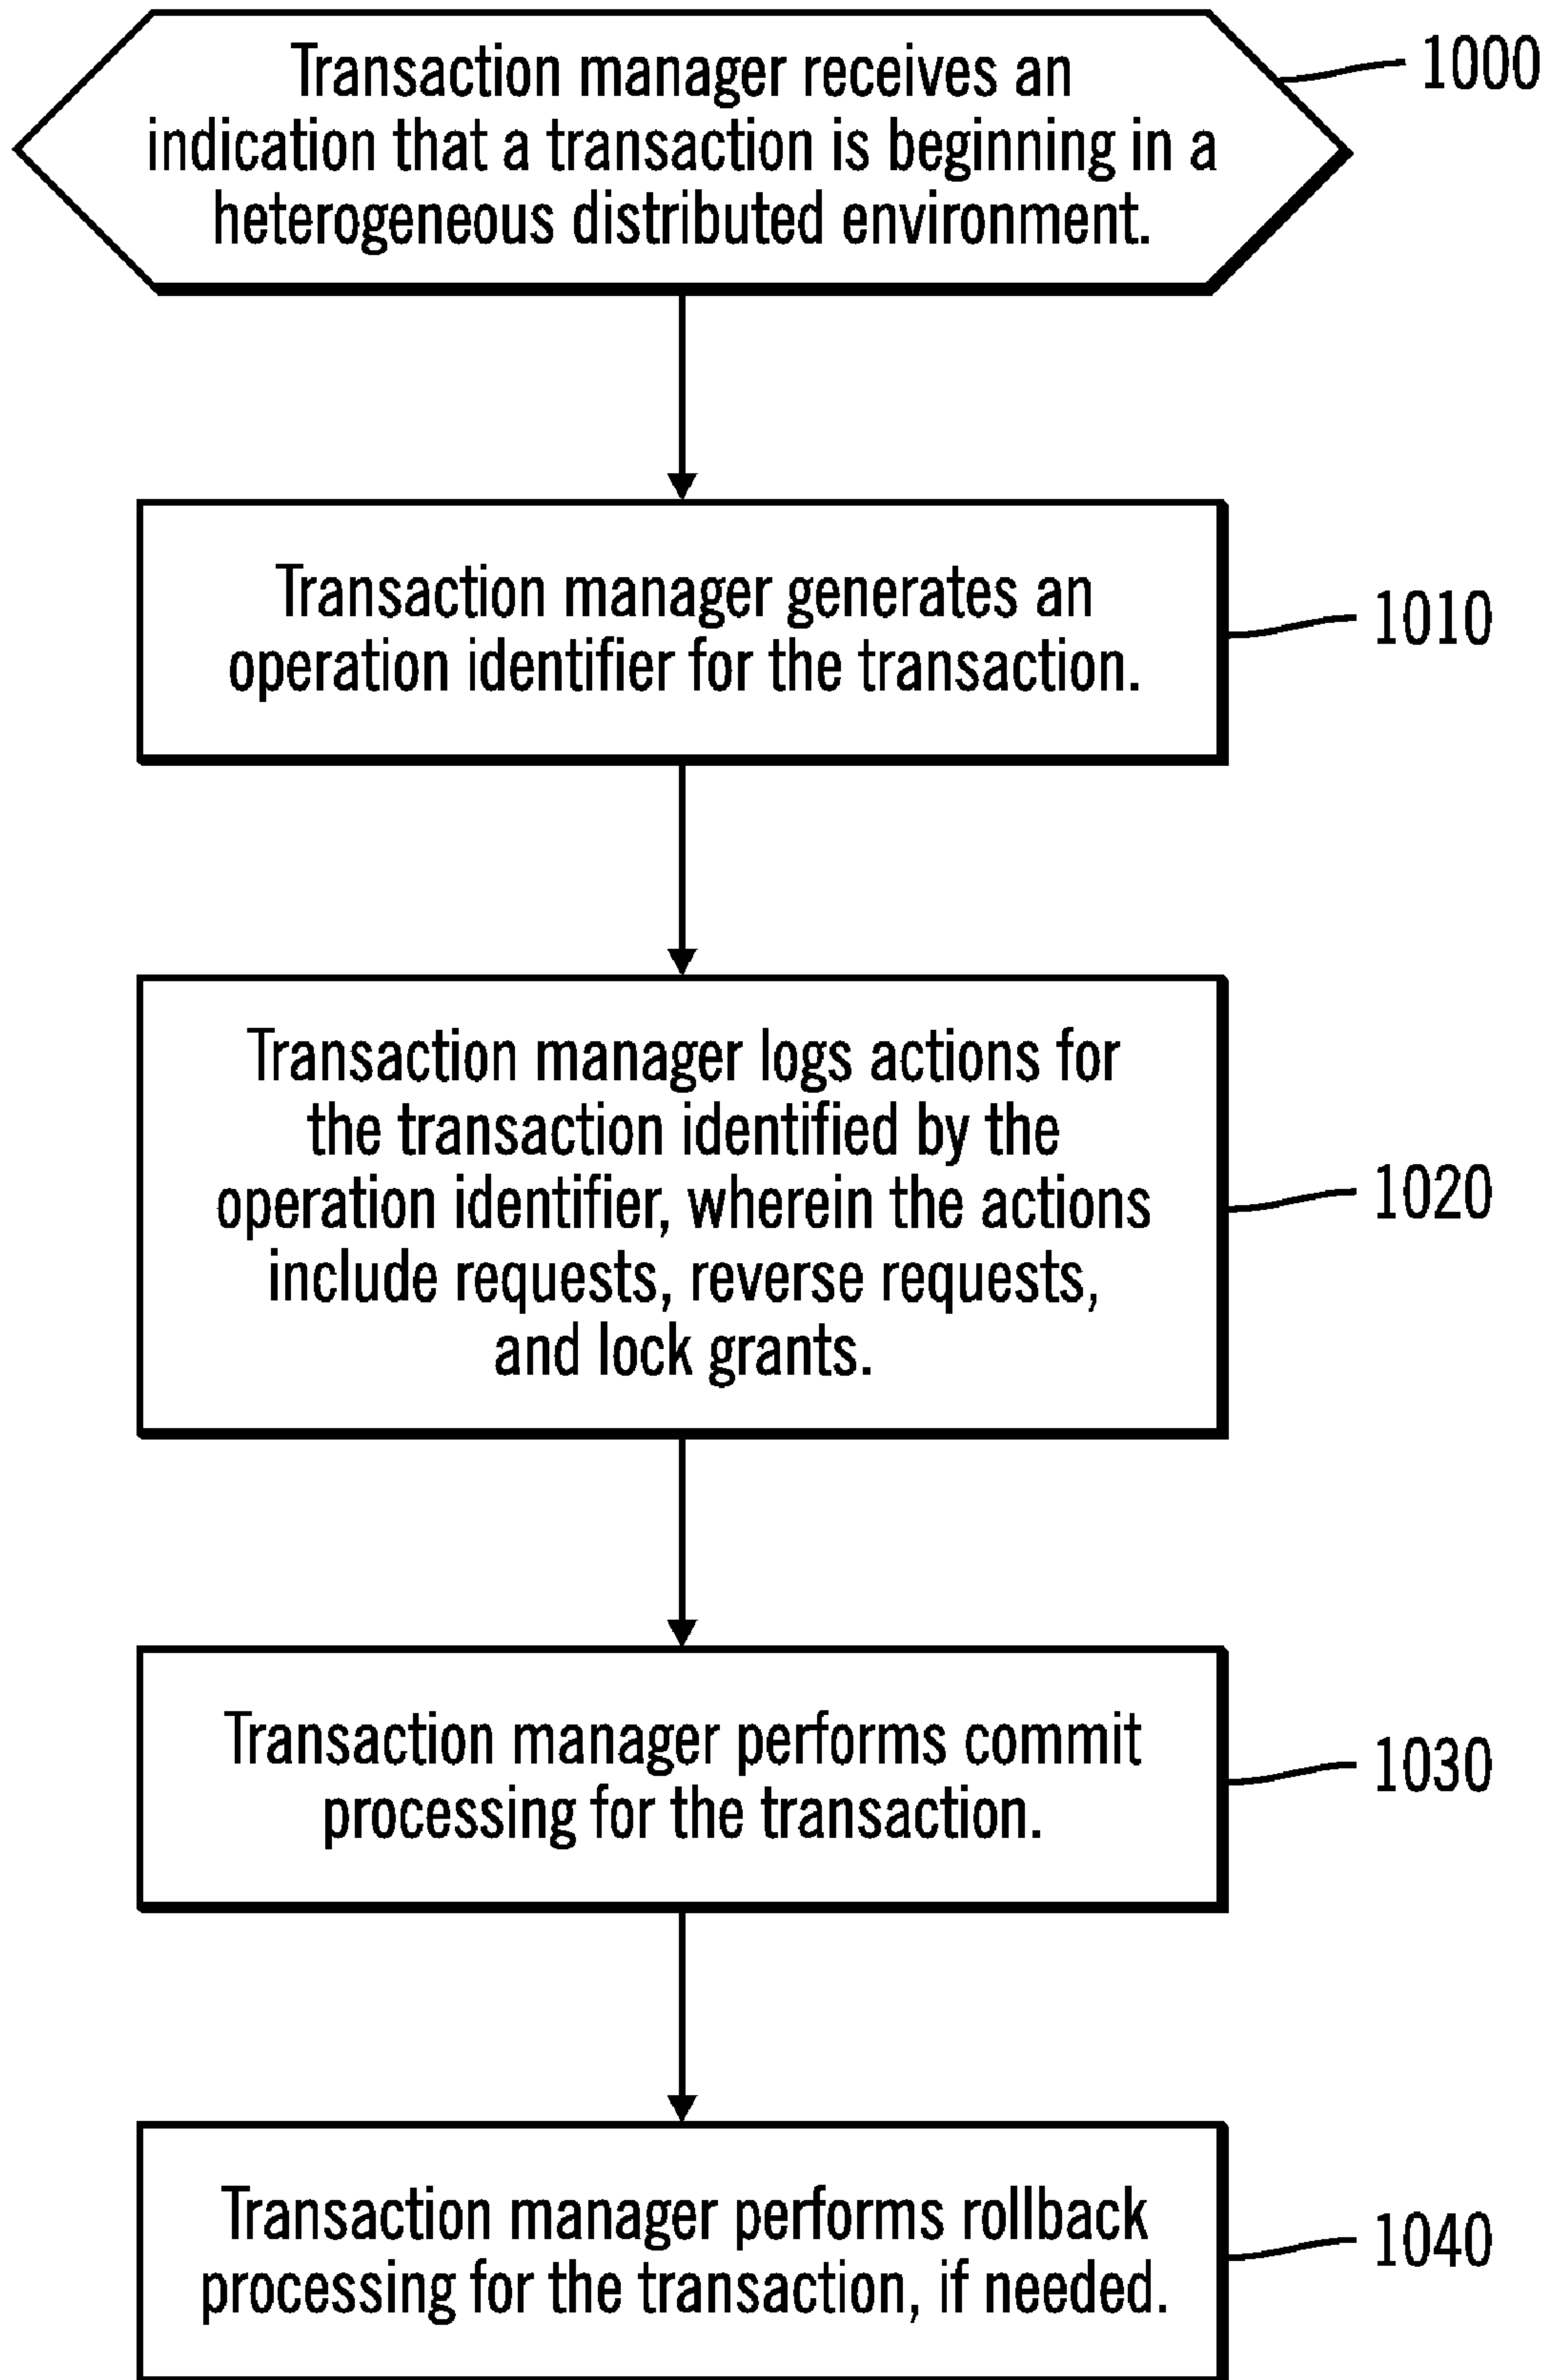 Transaction manager receives an
indication that a transaction is beginning in a
heterogeneous distributed environment.
1000
Transaction manager generates an
operation identifier for the transaction.
1010
Transaction manager logs actions for
the transaction identified by the
operation identifier, wherein the actions
include requests, reverse requests,
and lock grants.
1020
Transaction manager performs commit
processing for the transaction.
1030
Transaction manager performs rollback
processing for the transaction, if needed.
1040